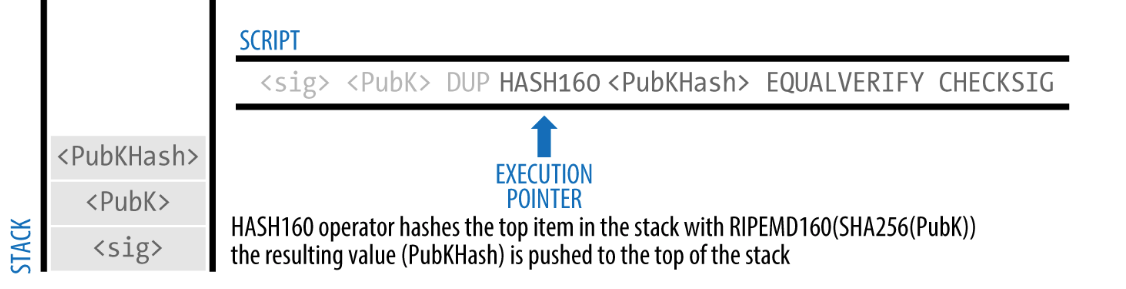 SCRIPT
<sig> <PubK> DUP HASH160 <PubKHash> EQUALVERIFY CHECKSIG
<PubKHash>
<PubK>
<sig>
STACK
EXECUTION
POINTER
HASH160 operator hashes the top item in the stack with RIPEMD160(SHA256(PubK))
the resulting value (PubKHash) is pushed to the top of the stack